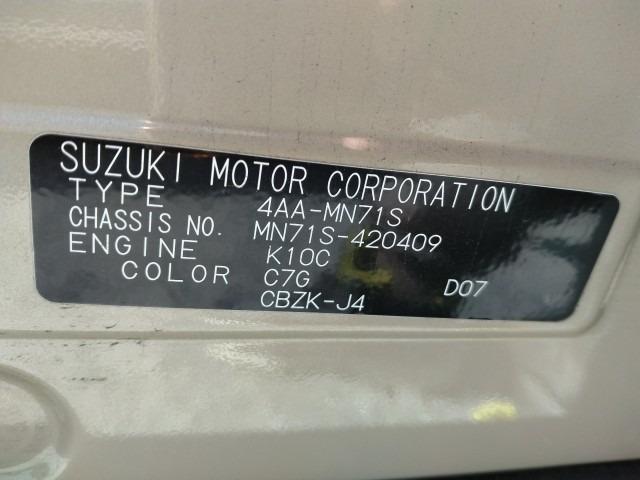 SUZUKI MOTOR CORPORATION
TYPE 4AA-MN71S
CHASSIS NO. MN71S-420409
ENGINE K10C
COLOR C7G D07
CBZK-J4